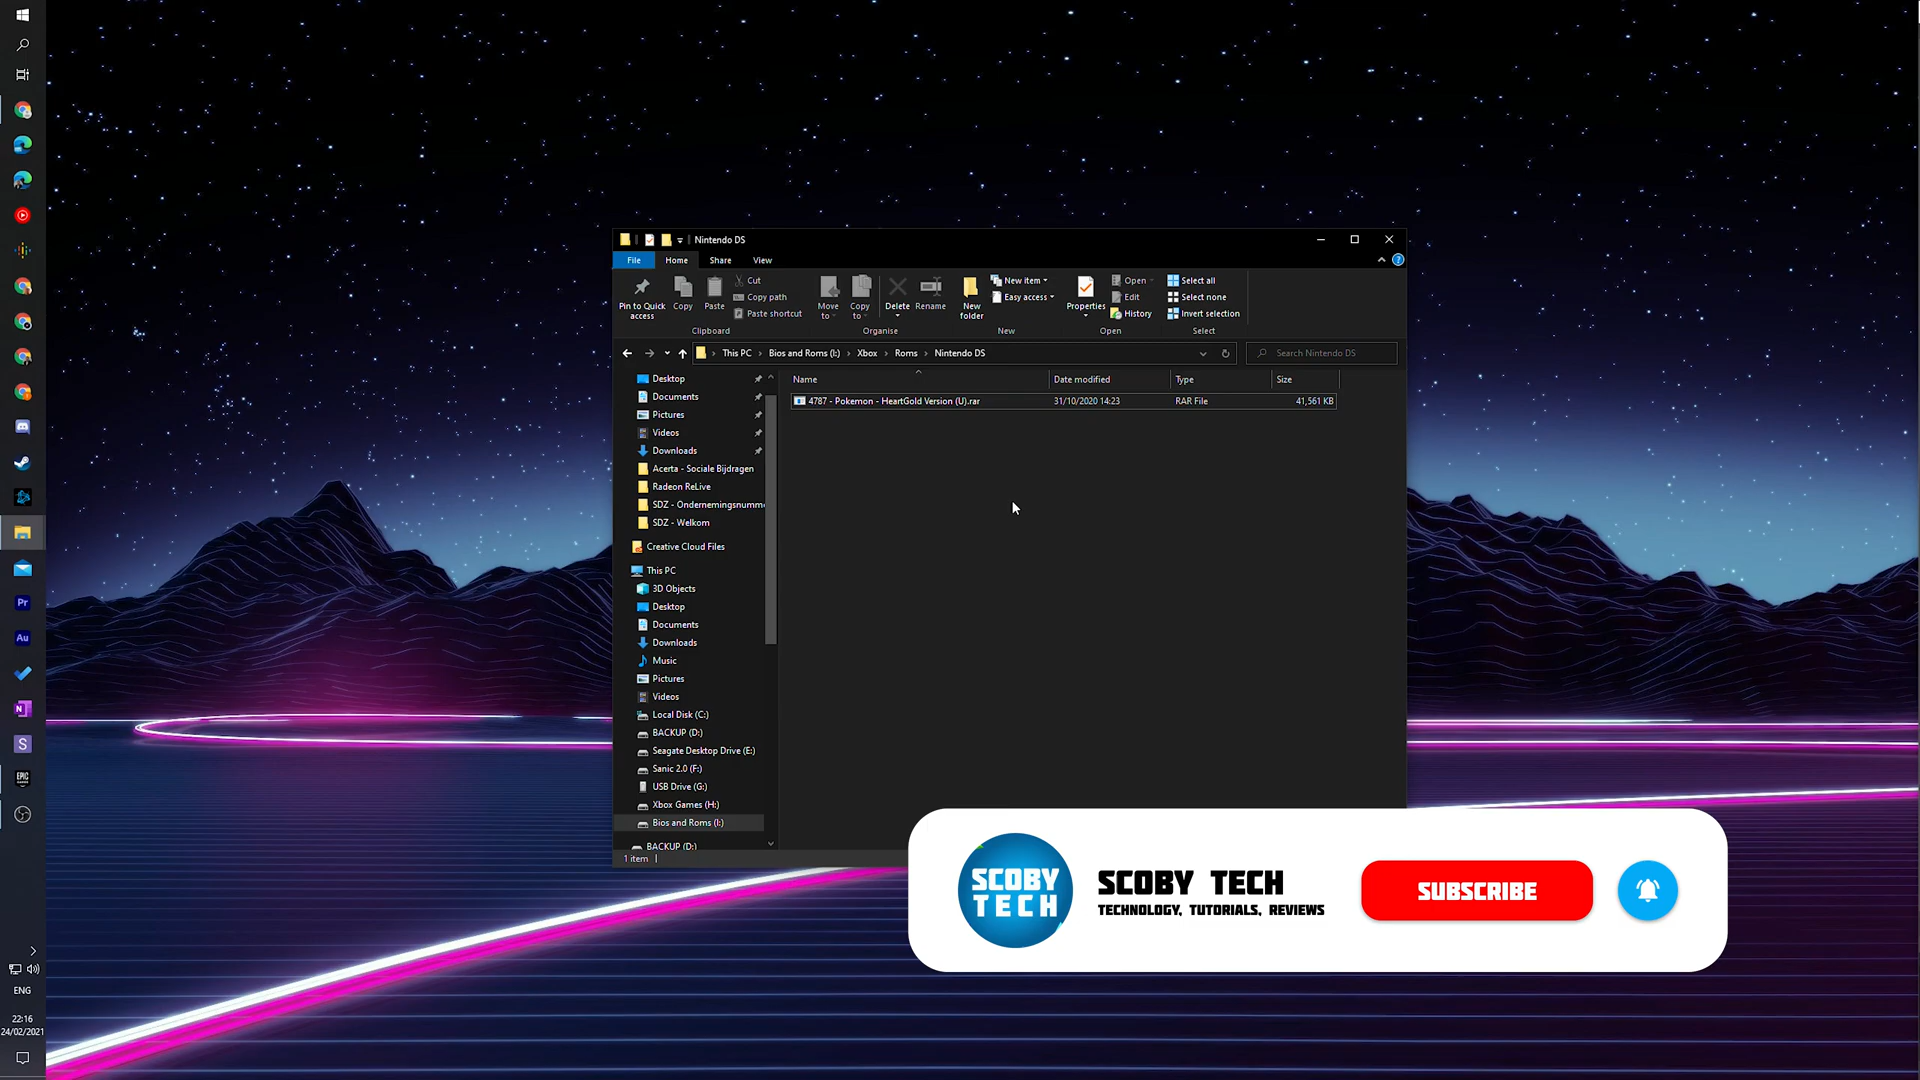 Nintendo DS
File Home Share View
Pin to Quick access
Copy
Paste
Cut
Copy path
Paste shortcut
Clipboard
Move to
Copy to
Delete
Rename
Organise
New folder
New item
Easy access
New
Properties
Open
Edit
History
Open
Select all
Select none
Invert selection
Select
This PC > Bios and Roms (I:) > Xbox > Roms > Nintendo DS
Search Nintendo DS
Name Date modified Type Size
4787 - Pokemon - HeartGold Version (U).rar 31/10/2020 14:23 RAR File 41,561 KB
Desktop
Documents
Pictures
Videos
Downloads
Acerta - Sociale Bijdragen
Radeon ReLive
SDZ - Ondernemingsnumme
SDZ - Welkom
Creative Cloud Files
This PC
3D Objects
Desktop
Documents
Downloads
Music
Pictures
Videos
Local Disk (C:)
BACKUP (D:)
Seagate Desktop Drive (E:)
Sanic 2.0 (F:)
USB Drive (G:)
Xbox Games (H:)
Bios and Roms (I:)
BACKUP (D:)
1 item
SCOBY
TECH
SCOBY TECH
TECHNOLOGY, TUTORIALS, REVIEWS
SUBSCRIBE
Pr
Au
N
S
EPIC
ENG
22:16
24/02/2021